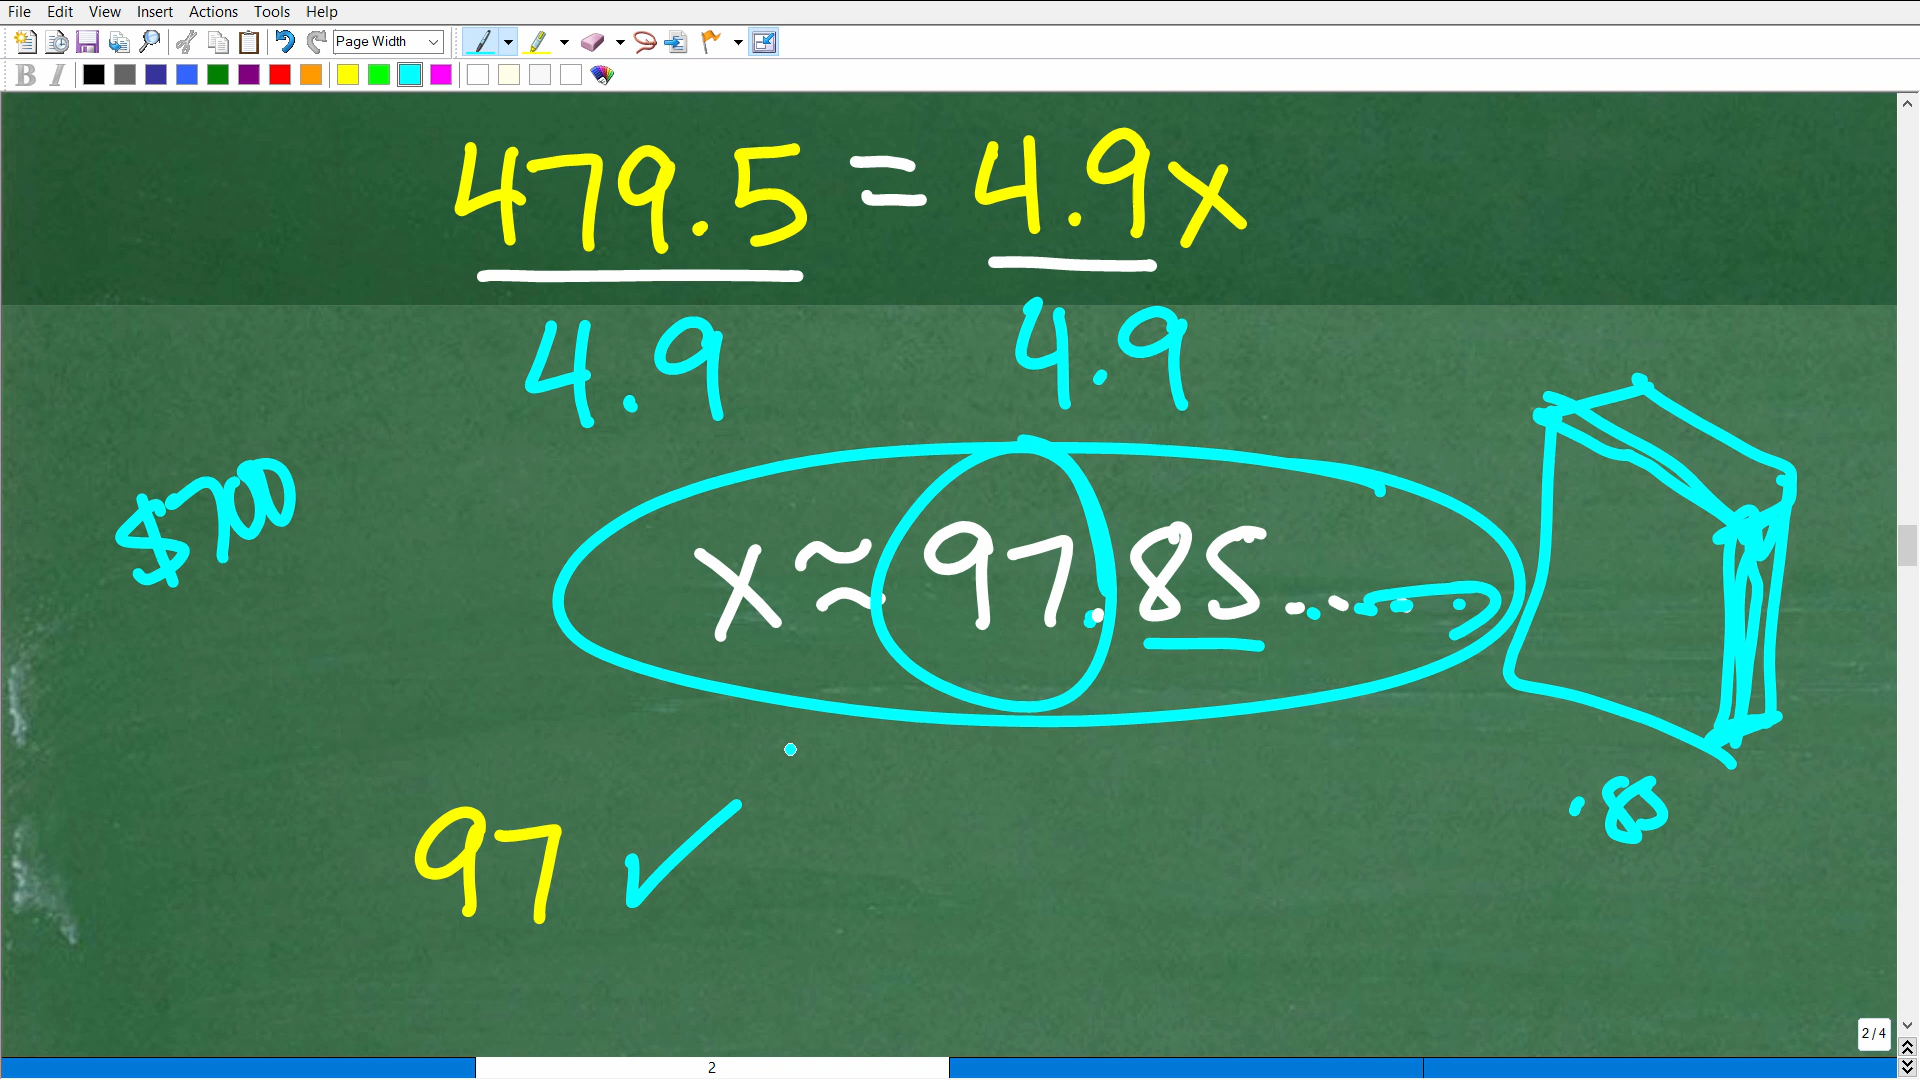 File Edit View Insert Actions Tools Help
Page Width
B I
479.5 = 4.9x
4.9 4.9
$700
x ≈ 97.85...
.85
97 ✓
2 / 4
2